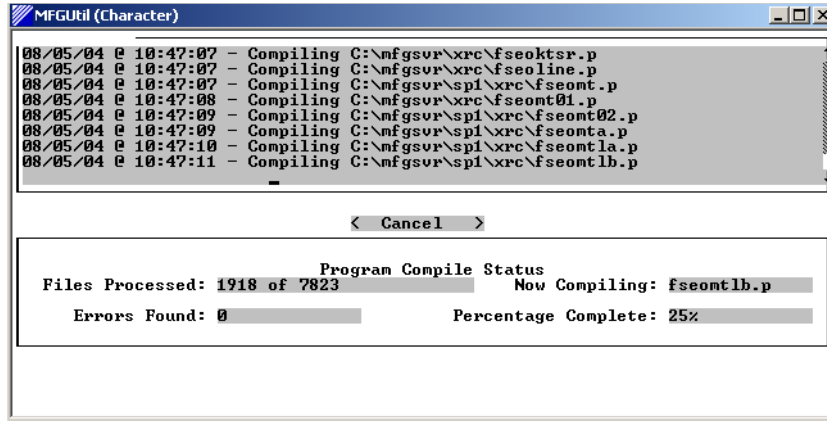 MFGUtil (Character)
08/05/04 @ 10:47:07 - Compiling C:\mfgsvr\xrc\fseoktsr.p
08/05/04 @ 10:47:07 - Compiling C:\mfgsvr\xrc\fseoline.p
08/05/04 @ 10:47:07 - Compiling C:\mfgsvr\sp1\xrc\fseomt.p
08/05/04 @ 10:47:08 - Compiling C:\mfgsvr\xrc\fseomt01.p
08/05/04 @ 10:47:09 - Compiling C:\mfgsvr\sp1\xrc\fseomt02.p
08/05/04 @ 10:47:09 - Compiling C:\mfgsvr\sp1\xrc\fseomta.p
08/05/04 @ 10:47:10 - Compiling C:\mfgsvr\sp1\xrc\fseomtla.p
08/05/04 @ 10:47:11 - Compiling C:\mfgsvr\sp1\xrc\fseomtlb.p
< Cancel >
Program Compile Status
Files Processed: 1918 of 7823 Now Compiling: fseomtlb.p
Errors Found: 0 Percentage Complete: 25%